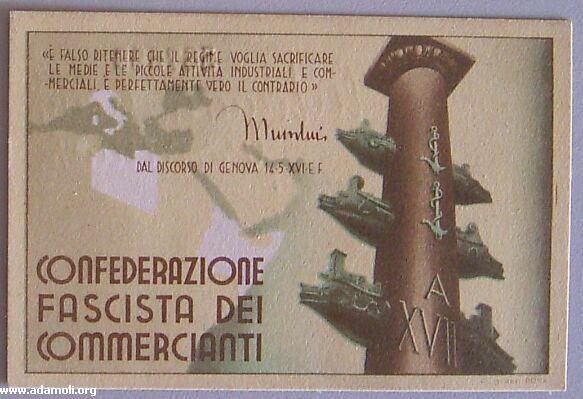 «È FALSO RITENERE CHE IL REGIME VOGLIA SACRIFICARE
LE MEDIE E LE PICCOLE ATTIVITÀ INDUSTRIALI E COM-
MERCIALI, È PERFETTAMENTE VERO IL CONTRARIO»
Mussolini
DAL DISCORSO DI GENOVA 14-5-XVI-E.F.
CONFEDERAZIONE
FASCISTA DEI
COMMERCIANTI
A
XVII
ROMA
www.adamoli.org